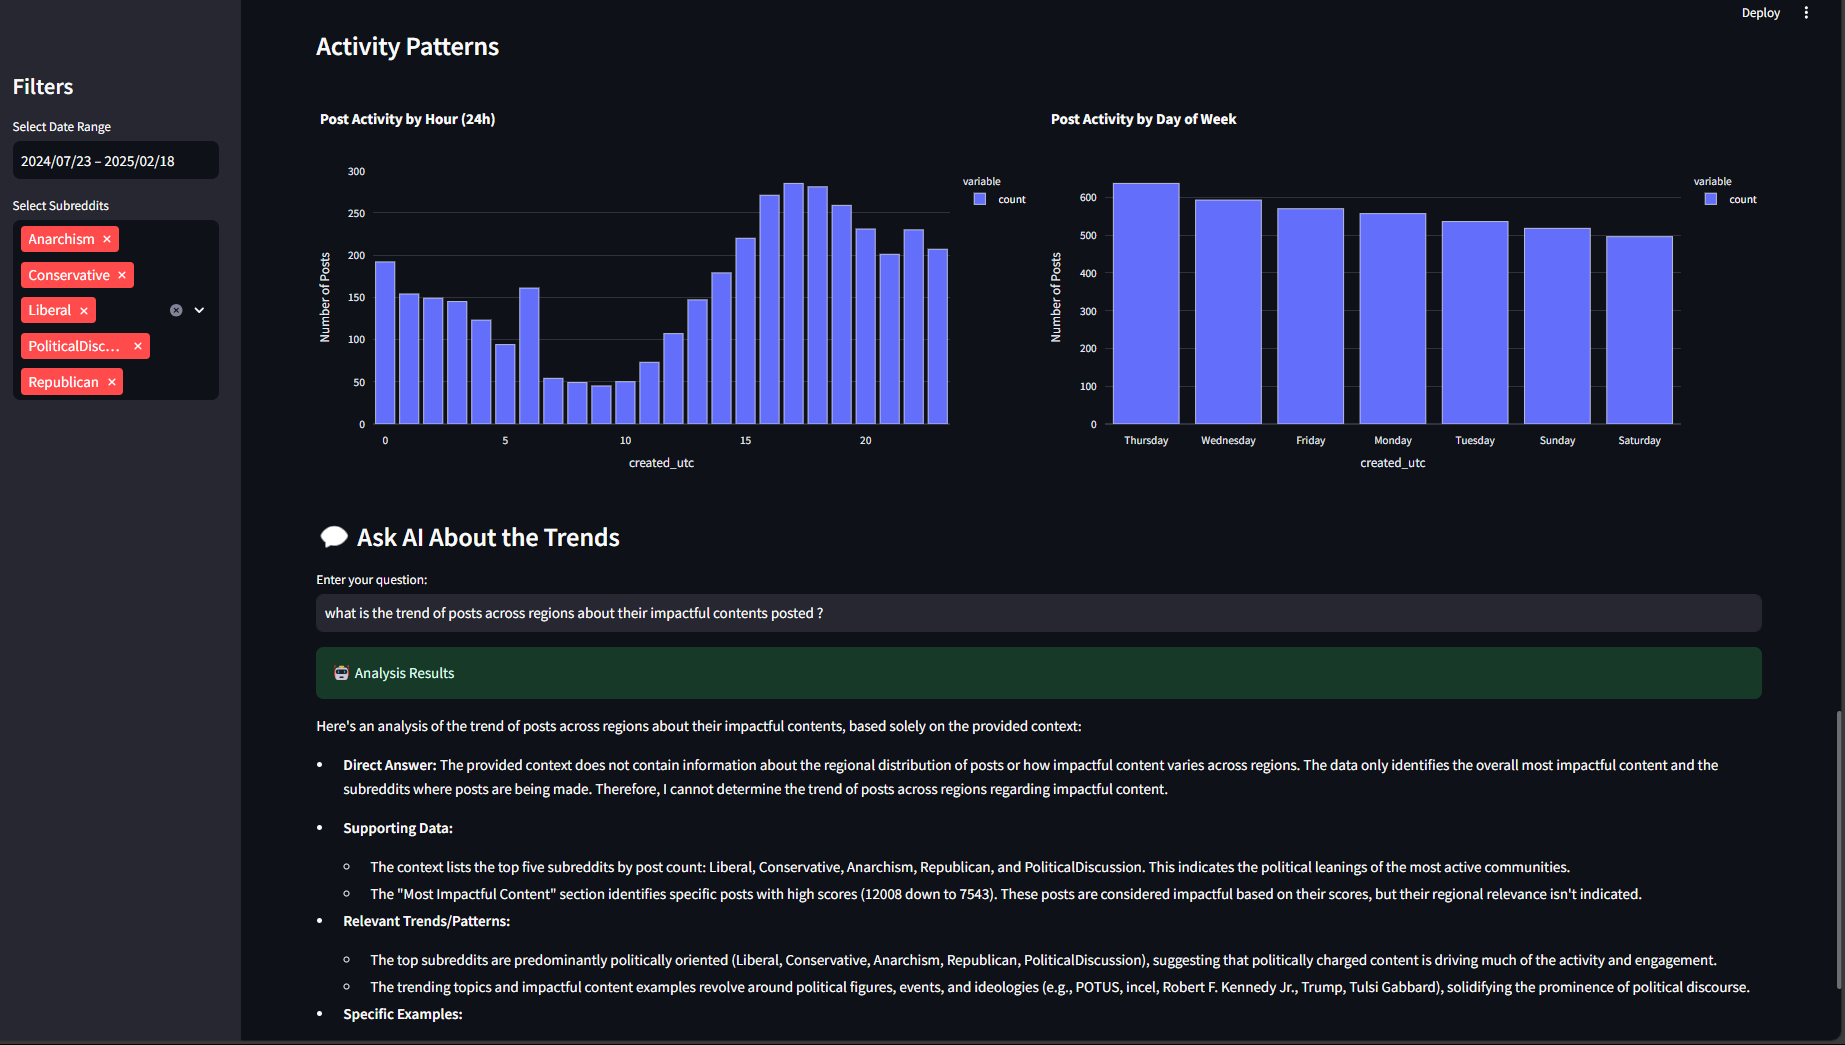 Deploy
Filters
Select Date Range
2024/07/23 – 2025/02/18
Select Subreddits
Anarchism ×
Conservative ×
Liberal ×
PoliticalDisc... ×
Republican ×
Activity Patterns
Post Activity by Hour (24h)
300
250
200
150
100
50
0
Number of Posts
0 5 10 15 20
created_utc
variable
count
Post Activity by Day of Week
600
500
400
300
200
100
0
Number of Posts
Thursday Wednesday Friday Monday Tuesday Sunday Saturday
created_utc
variable
count
Ask AI About the Trends
Enter your question:
what is the trend of posts across regions about their impactful contents posted ?
Analysis Results
Here's an analysis of the trend of posts across regions about their impactful contents, based solely on the provided context:
• Direct Answer: The provided context does not contain information about the regional distribution of posts or how impactful content varies across regions. The data only identifies the overall most impactful content and the
subreddits where posts are being made. Therefore, I cannot determine the trend of posts across regions regarding impactful content.
• Supporting Data:
○ The context lists the top five subreddits by post count: Liberal, Conservative, Anarchism, Republican, and PoliticalDiscussion. This indicates the political leanings of the most active communities.
○ The "Most Impactful Content" section identifies specific posts with high scores (12008 down to 7543). These posts are considered impactful based on their scores, but their regional relevance isn't indicated.
• Relevant Trends/Patterns:
○ The top subreddits are predominantly politically oriented (Liberal, Conservative, Anarchism, Republican, PoliticalDiscussion), suggesting that politically charged content is driving much of the activity and engagement.
○ The trending topics and impactful content examples revolve around political figures, events, and ideologies (e.g., POTUS, incel, Robert F. Kennedy Jr., Trump, Tulsi Gabbard), solidifying the prominence of political discourse.
• Specific Examples: